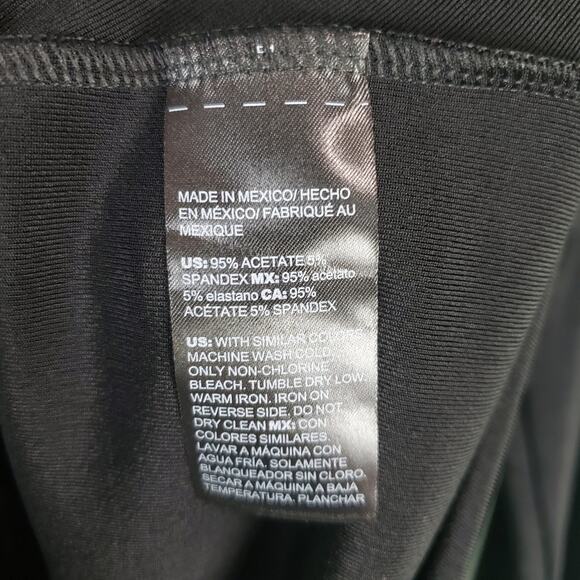 MADE IN MEXICO/ HECHO
EN MÉXICO/ FABRIQUÉ AU
MEXIQUE
US: 95% ACETATE 5%
SPANDEX MX: 95% acetato
5% elastano CA: 95%
ACÉTATE 5% SPANDEX
US: WITH SIMILAR
MACHINE WASH COLD.
ONLY NON-CHLORINE
BLEACH. TUMBLE DRY LOW.
WARM IRON. IRON ON
REVERSE SIDE. DO NOT
DRY CLEAN MX: CON
COLORES SIMILARES.
LAVAR A MÁQUINA CON
AGUA FRÍA. SOLAMENTE
BLANQUEADOR SIN CLORO.
SECAR A MÁQUINA A BAJA
TEMPERATURA. PLANCHAR